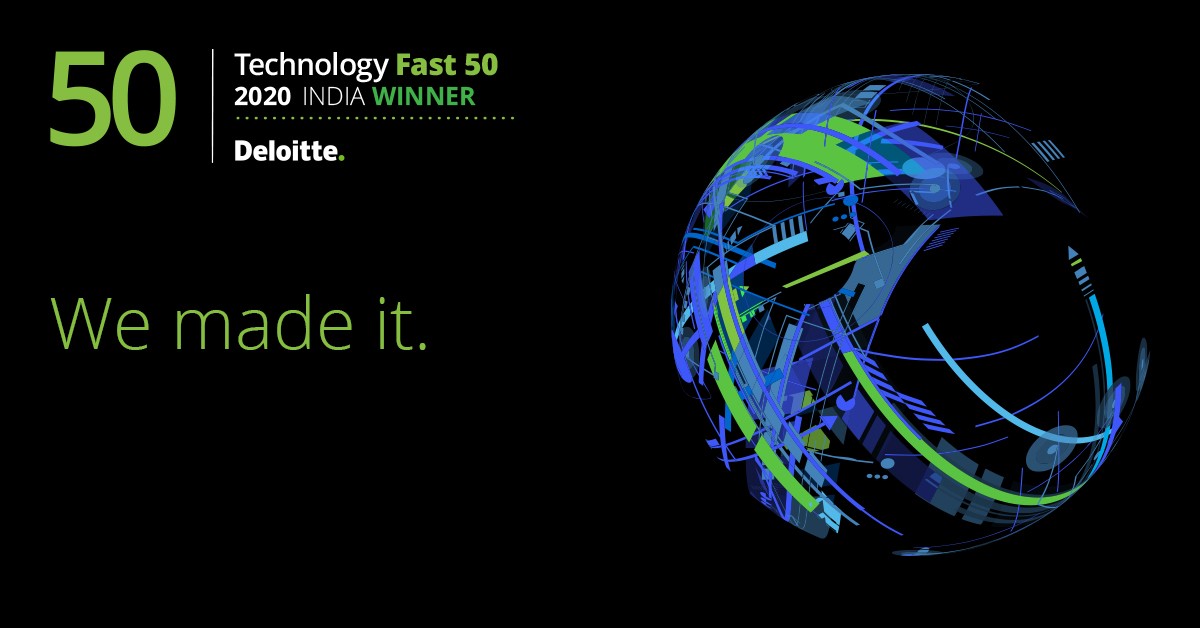 50
Technology Fast 50
2020 INDIA WINNER
Deloitte.
We made it.